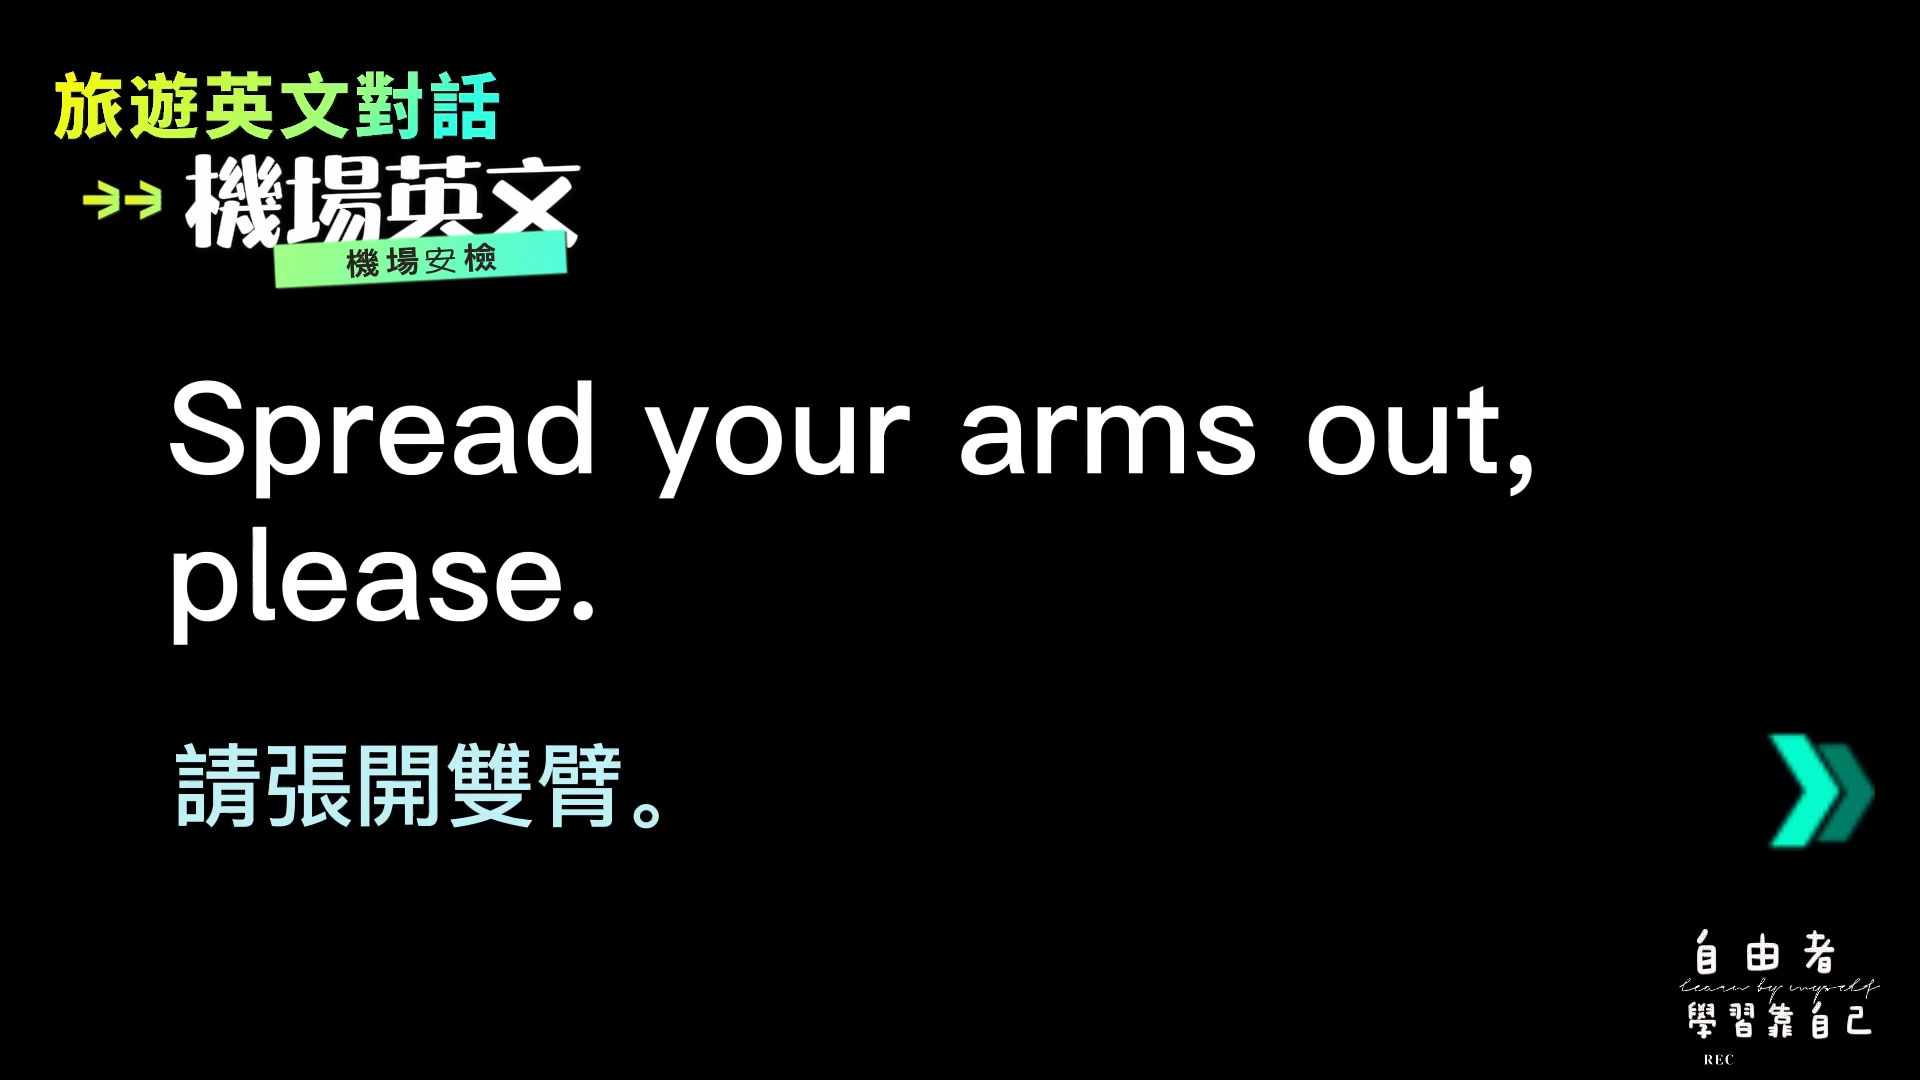 旅遊英文對話
機場英文
機場安檢
Spread your arms out,
please.
請張開雙臂。
自由者
learn by myself
學習靠自己
REC